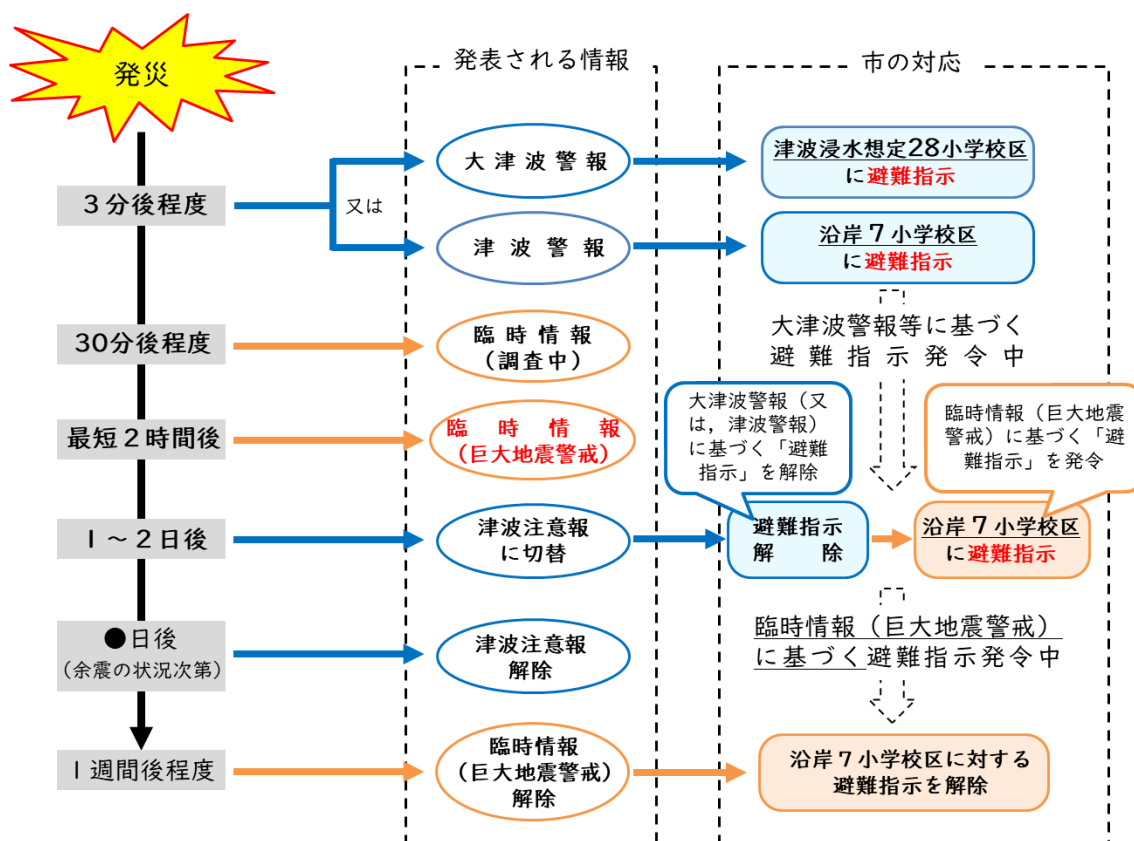 発災
発表される情報
市の対応
3分後程度
又は
大津波警報
津波浸水想定28小学校区
に避難指示
津波警報
沿岸7小学校区
に避難指示
30分後程度
臨時情報
(調査中)
大津波警報等に基づく
避難指示発令中
最短2時間後
臨時情報
(巨大地震警戒)
大津波警報（又
は，津波警報）
に基づく「避難
指示」を解除
臨時情報（巨大地震
警戒）に基づく「避
難指示」を発令
1～2日後
津波注意報
に切替
避難指示
解除
沿岸7小学校区
に避難指示
●日後
(余震の状況次第)
津波注意報
解除
臨時情報（巨大地震警戒）
に基づく避難指示発令中
1週間後程度
臨時情報
(巨大地震警戒)
解除
沿岸7小学校区に対する
避難指示を解除